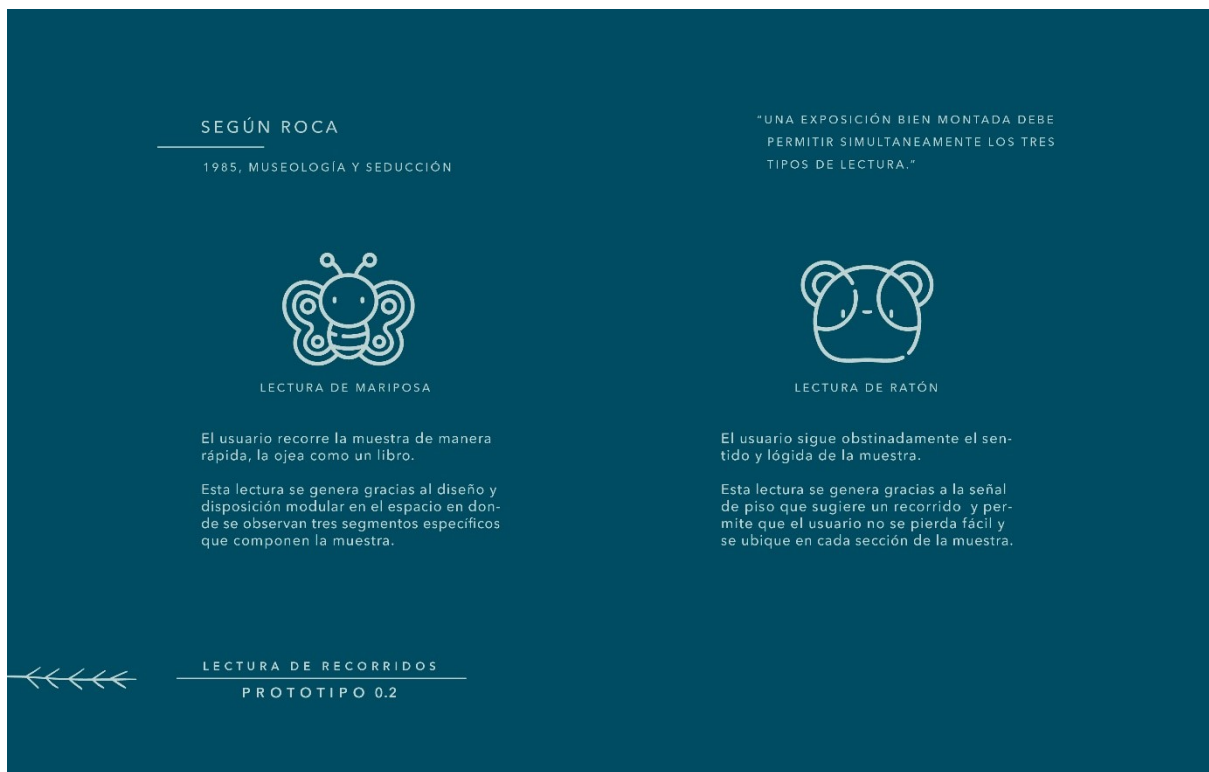 SEGÚN ROCA
1985, MUSEOLOGÍA Y SEDUCCIÓN
"UNA EXPOSICIÓN BIEN MONTADA DEBE
PERMITIR SIMULTANEAMENTE LOS TRES
TIPOS DE LECTURA."
LECTURA DE MARIPOSA
El usuario recorre la muestra de manera
rápida, la ojea como un libro.
Esta lectura se genera gracias al diseño y
disposición modular en el espacio en don-
de se observan tres segmentos específicos
que componen la muestra.
LECTURA DE RATÓN
El usuario sigue obstinadamente el sen-
tido y lógida de la muestra.
Esta lectura se genera gracias a la señal
de piso que sugiere un recorrido y per-
mite que el usuario no se pierda fácil y
se ubique en cada sección de la muestra.
LECTURA DE RECORRIDOS
PROTOTIPO 0.2